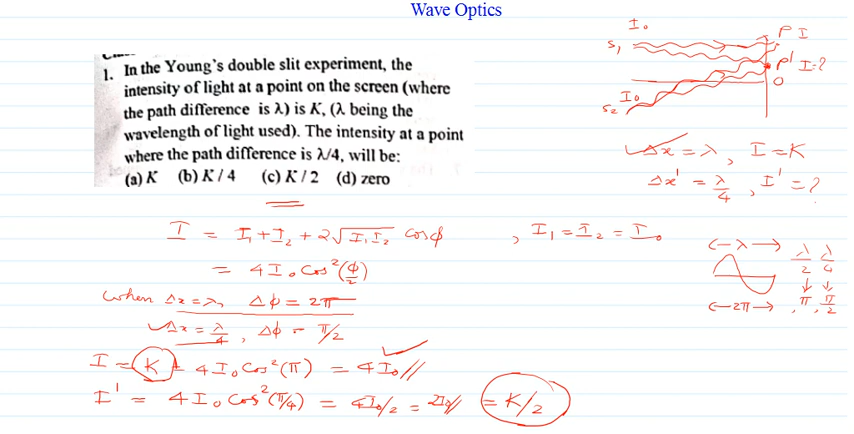 Wave Optics
1. In the Young's double slit experiment, the
intensity of light at a point on the screen (where
the path difference is λ) is K, (λ being the
wavelength of light used). The intensity at a point
where the path difference is λ/4, will be:
(a) K (b) K / 4 (c) K / 2 (d) zero
I₀
S₁
P I
P' I=?
O
I₀
S₂
Δx = λ, I = K
Δx' = λ/4, I' = ?
I = I₁ + I₂ + 2√I₁I₂ cosϕ, I₁ = I₂ = I₀
= 4I₀ cos²(ϕ/2)
when Δx = λ, Δϕ = 2π
Δx = λ/4, Δϕ = π/2
←λ→ λ/2 λ/4
↓ ↓
←2π→, π, π/2
I = K = 4I₀ cos²(π) = 4I₀//
I' = 4I₀ cos²(π/4) = 4I₀/2 = 2I₀// = K/2